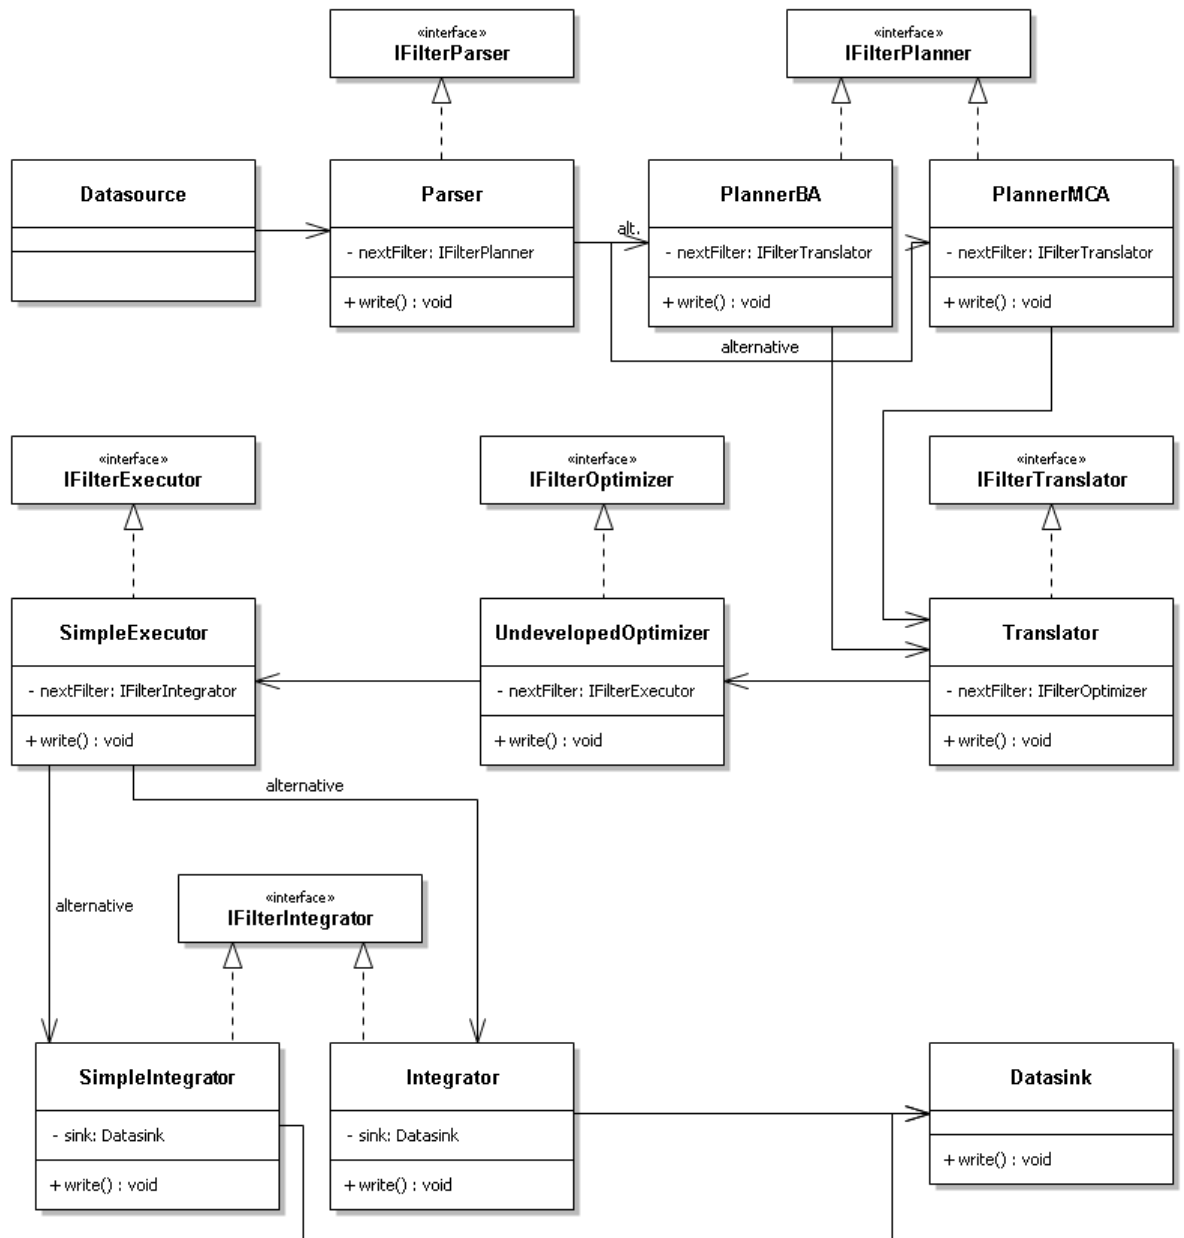 «interface»
IFilterParser
«interface»
IFilterPlanner
Datasource
Parser
- nextFilter: IFilterPlanner
+ write() : void
alt.
PlannerBA
- nextFilter: IFilterTranslator
+ write() : void
PlannerMCA
- nextFilter: IFilterTranslator
+ write() : void
alternative
«interface»
IFilterExecutor
«interface»
IFilterOptimizer
«interface»
IFilterTranslator
SimpleExecutor
- nextFilter: IFilterIntegrator
+ write() : void
UndevelopedOptimizer
- nextFilter: IFilterExecutor
+ write() : void
Translator
- nextFilter: IFilterOptimizer
+ write() : void
alternative
alternative
«interface»
IFilterIntegrator
SimpleIntegrator
- sink: Datasink
+ write() : void
Integrator
- sink: Datasink
+ write() : void
Datasink
+ write() : void